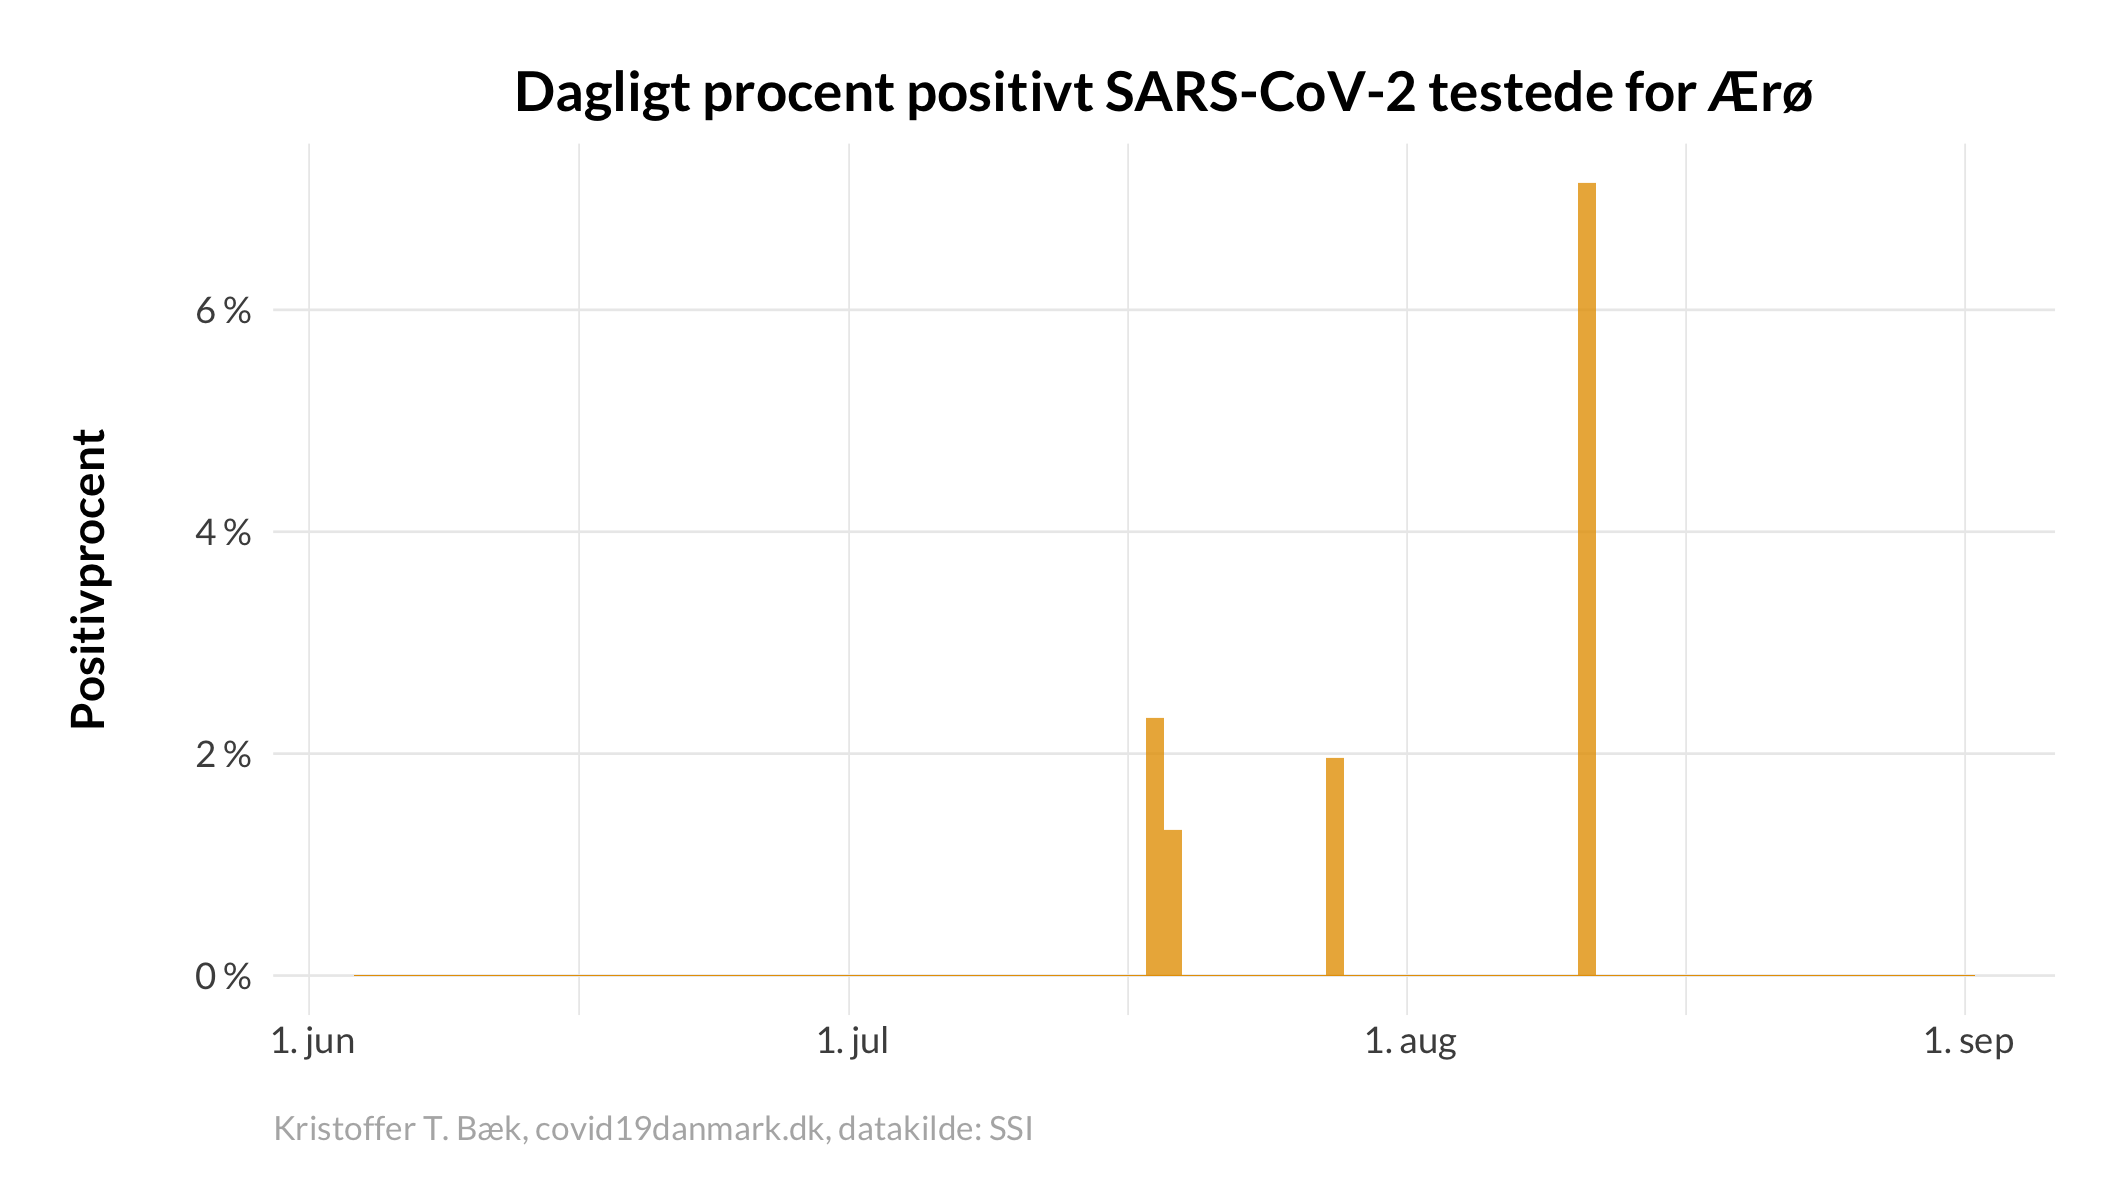 Dagligt procent positivt SARS-CoV-2 testede for Ærø
Positivprocent
6 %
4 %
2 %
0 %
1. jun
1. jul
1. aug
1. sep
Kristoffer T. Bæk, covid19danmark.dk, datakilde: SSI